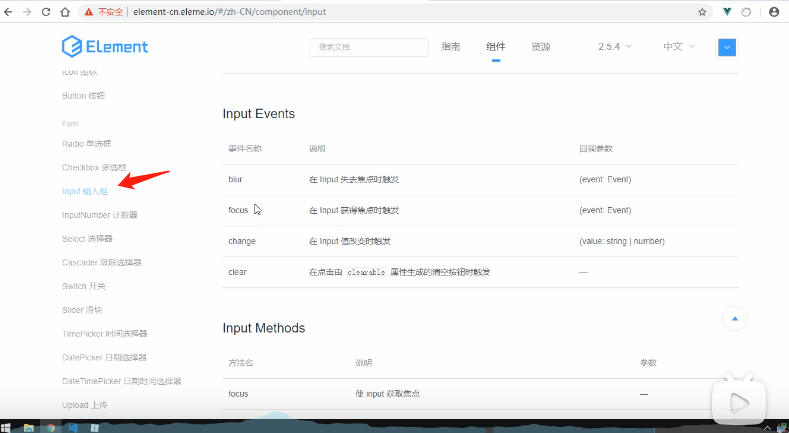 不安全 element-cn.eleme.io/#/zh-CN/component/input
Element 搜索文档 指南 组件 资源 2.5.4 中文
Icon 图标
Button 按钮
Form
Radio 单选框
Checkbox 多选框
Input 输入框
InputNumber 计数器
Select 选择器
Cascader 级联选择器
Switch 开关
Slider 滑块
TimePicker 时间选择器
DatePicker 日期选择器
DateTimePicker 日期时间选择器
Upload 上传
Input Events
事件名称 说明 回调参数
blur 在 Input 失去焦点时触发 (event: Event)
focus 在 Input 获得焦点时触发 (event: Event)
change 在 Input 值改变时触发 (value: string | number)
clear 在点击由 clearable 属性生成的清空按钮时触发 —
Input Methods
方法名 说明 参数
focus 使 input 获取焦点 —